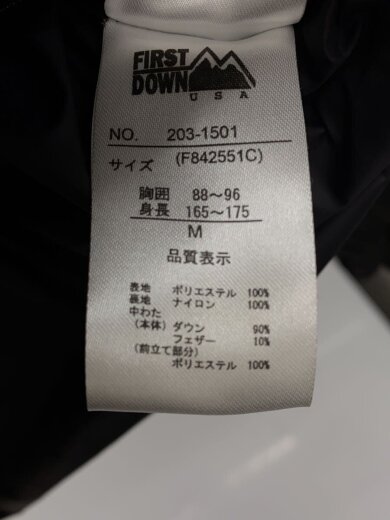 FIRST
DOWN
USA
NO. 203-1501
サイズ (F842551C)
胸囲 88～96
身長 165～175
M
品質表示
表地 ポリエステル 100%
裏地 ナイロン 100%
中わた
(本体) ダウン 90%
フェザー 10%
(前立て部分)
ポリエステル 100%